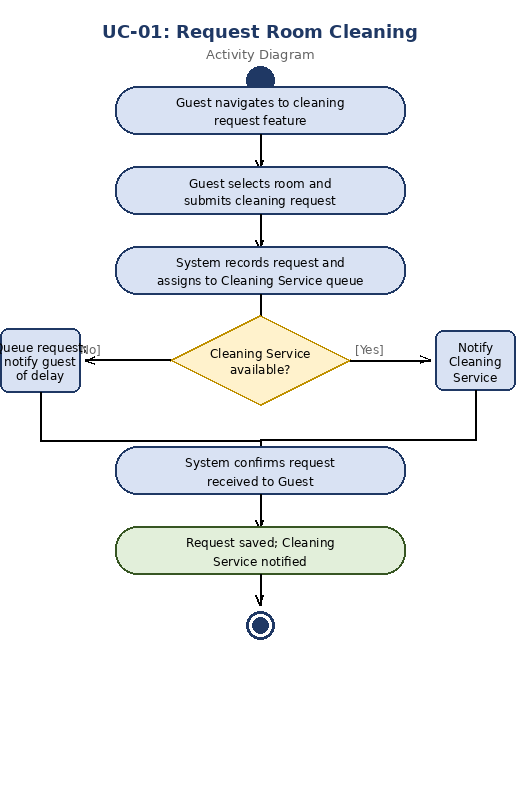 UC-01: Request Room Cleaning
Activity Diagram
Guest navigates to cleaning
request feature
Guest selects room and
submits cleaning request
System records request and
assigns to Cleaning Service queue
Cleaning Service
available?
[No]
[Yes]
Queue request;
notify guest
of delay
Notify
Cleaning
Service
System confirms request
received to Guest
Request saved; Cleaning
Service notified